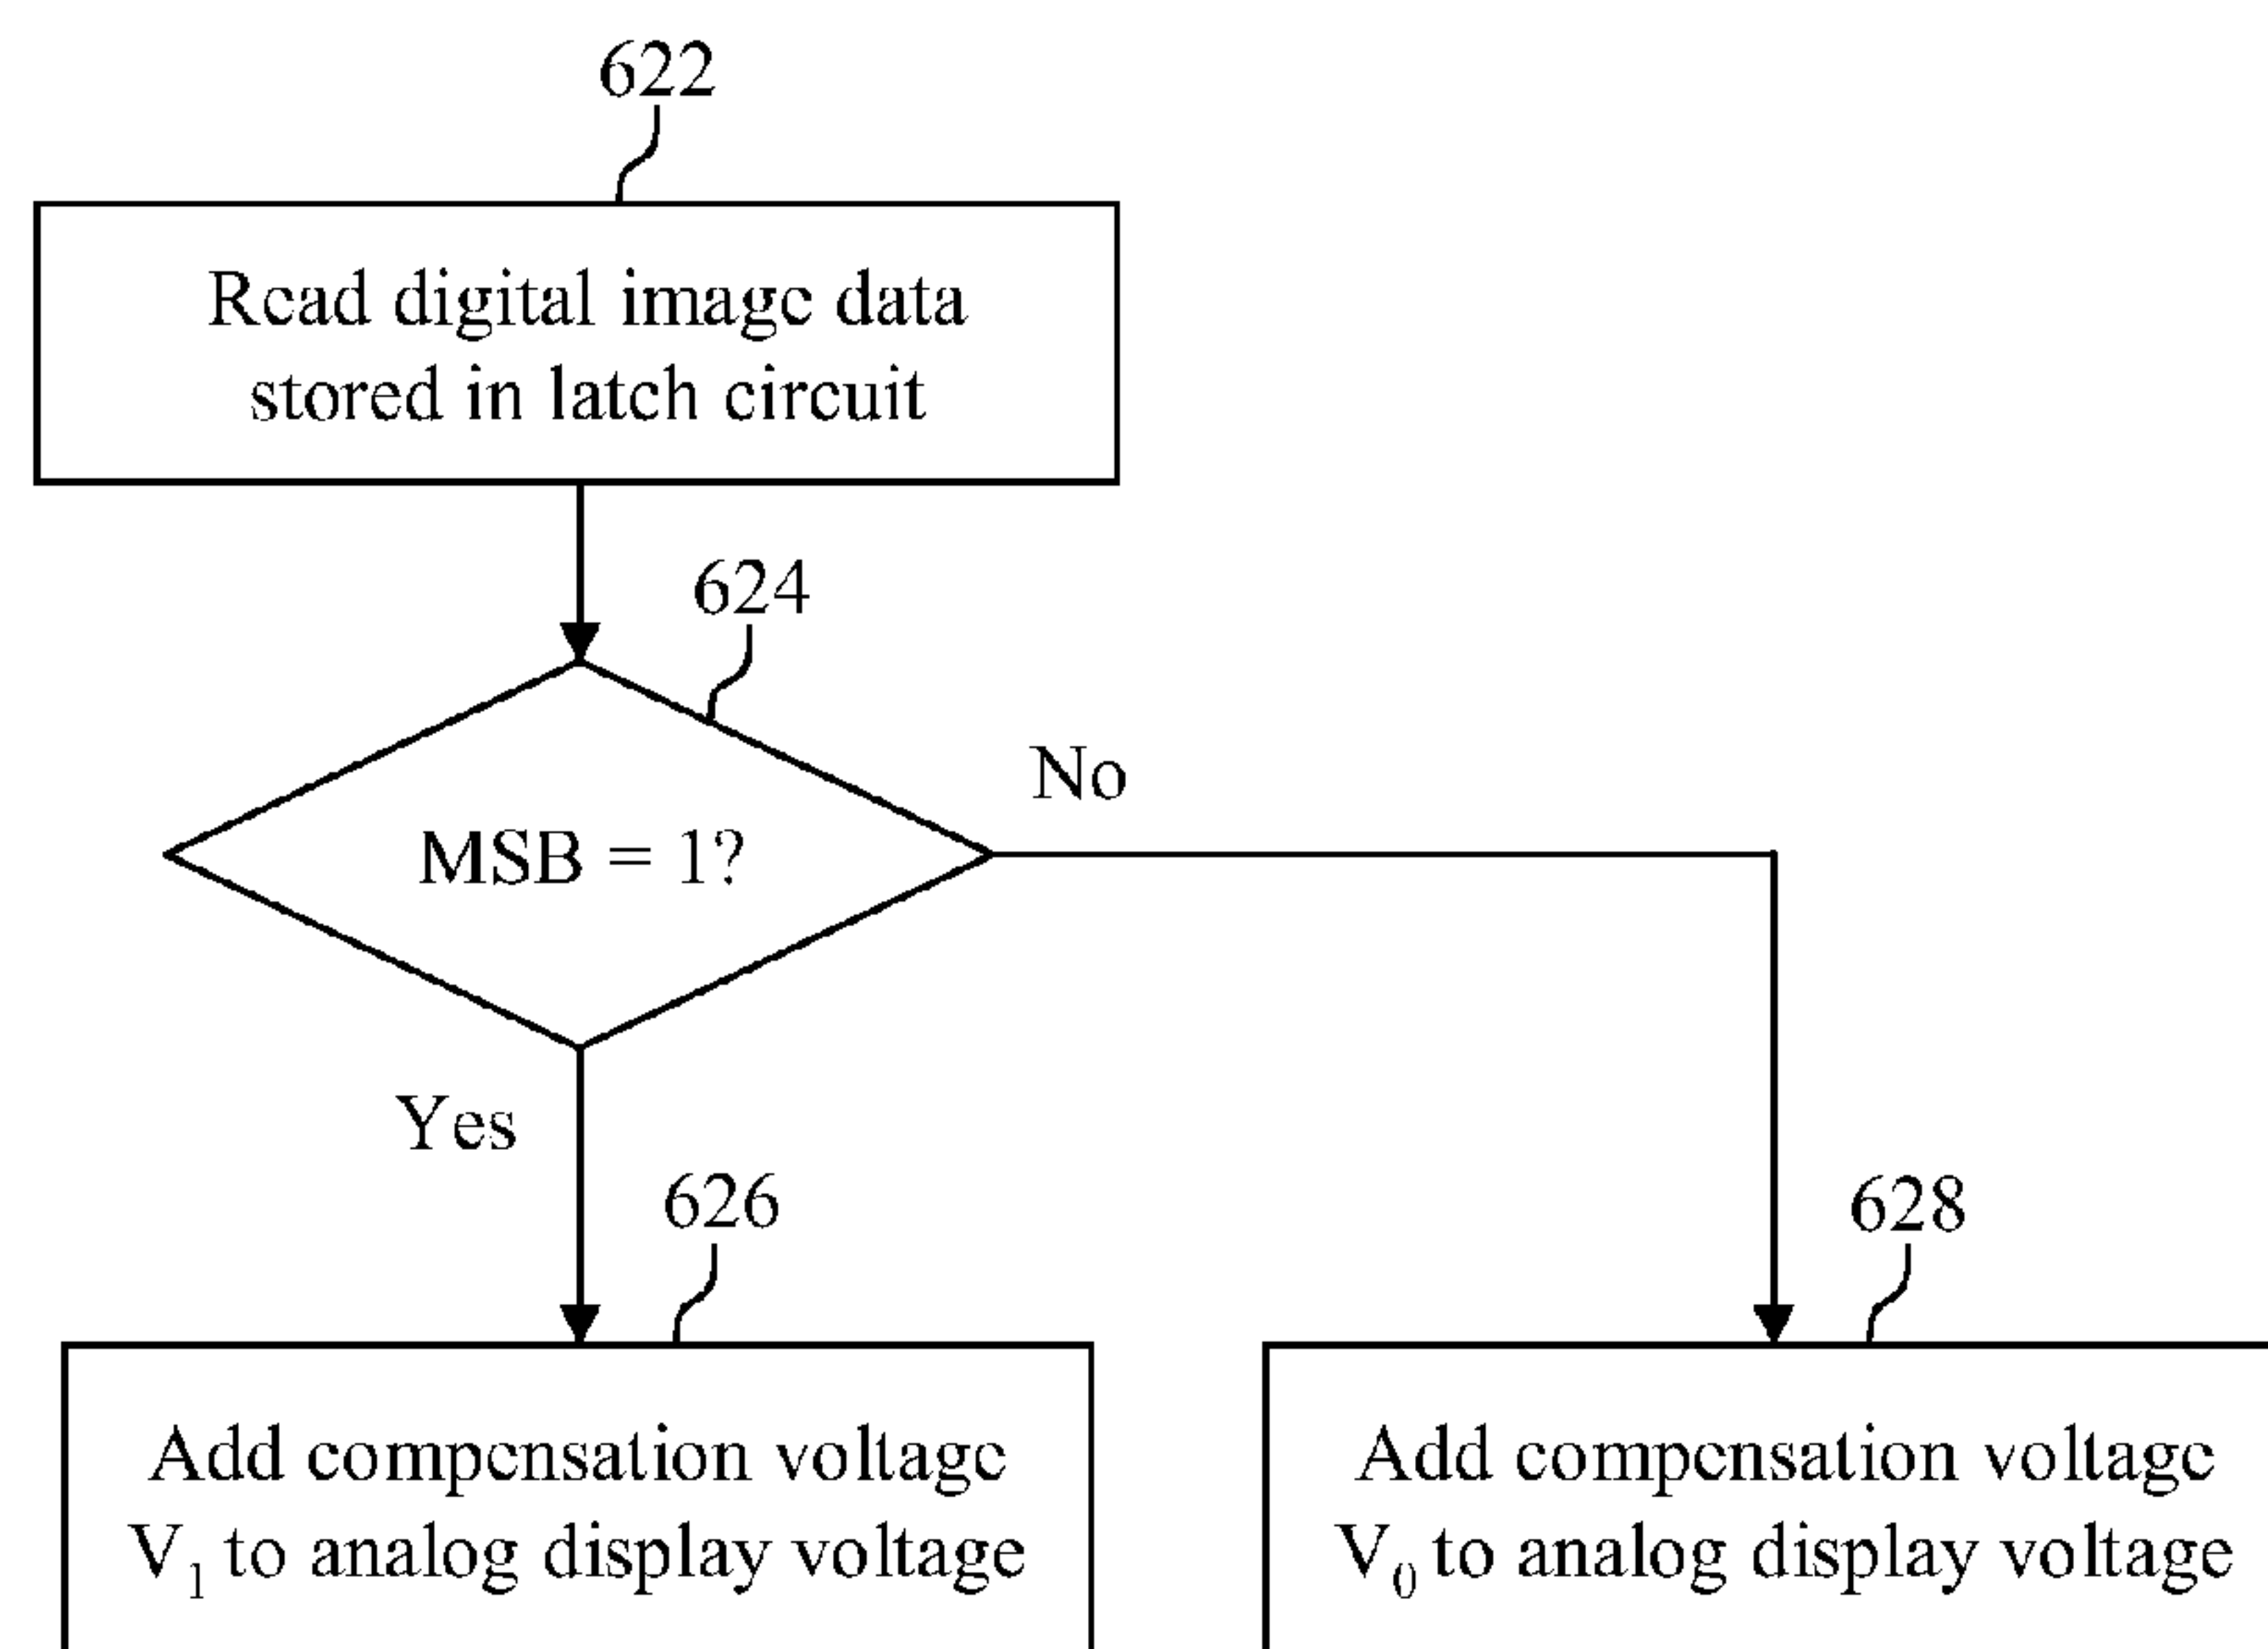 622
Read digital image data
stored in latch circuit
624
No
MSB = 1?
Yes
626
628
Add compensation voltage
V₁ to analog display voltage
Add compensation voltage
V₀ to analog display voltage